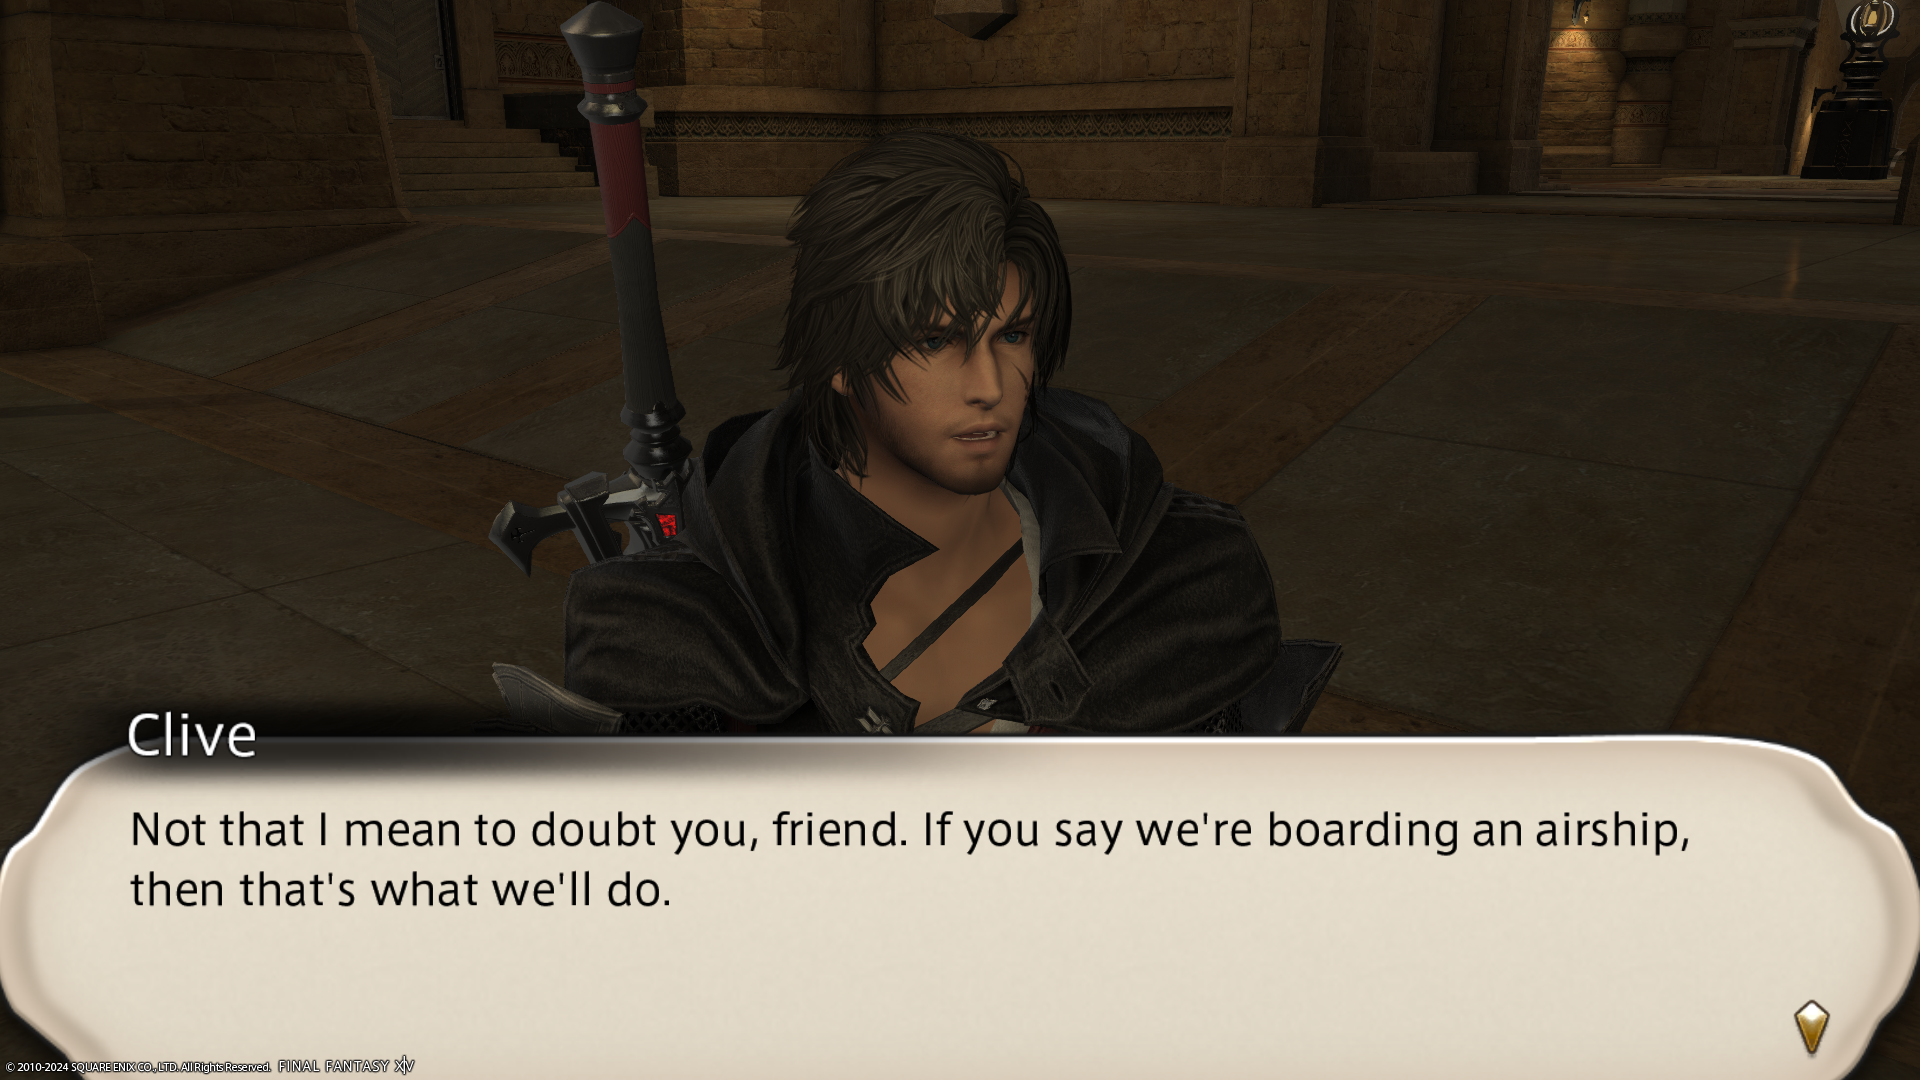 Clive
Not that I mean to doubt you, friend. If you say we're boarding an airship,
then that's what we'll do.
© 2010-2024 SQUARE ENIX CO., LTD. All Rights Reserved. FINAL FANTASY XIV